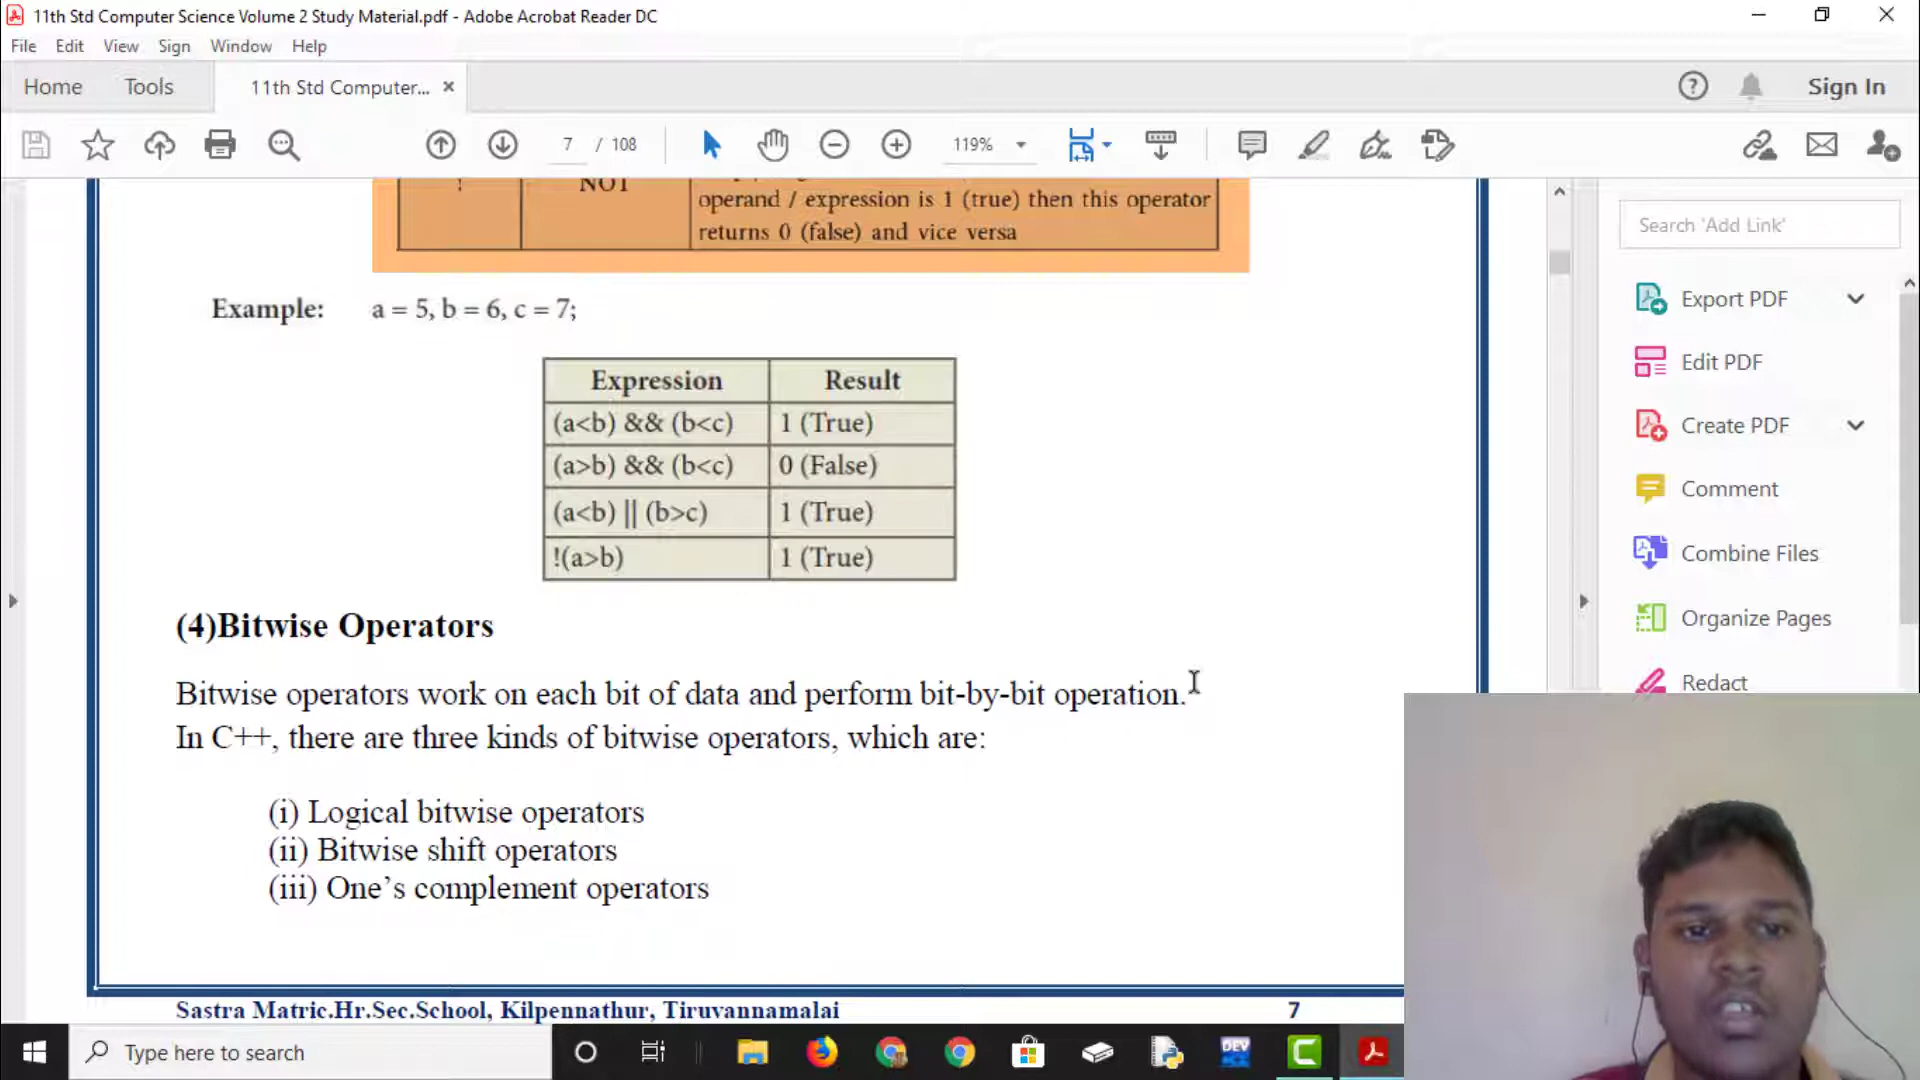 11th Std Computer Science Volume 2 Study Material.pdf - Adobe Acrobat Reader DC
File Edit View Sign Window Help
Home Tools 11th Std Computer... ×
Sign In
7 / 108 119%
! NOT
operand / expression is 1 (true) then this operator
returns 0 (false) and vice versa
Example: a = 5, b = 6, c = 7;
Expression Result
(a<b) && (b<c) 1 (True)
(a>b) && (b<c) 0 (False)
(a<b) || (b>c) 1 (True)
!(a>b) 1 (True)
(4)Bitwise Operators
Bitwise operators work on each bit of data and perform bit-by-bit operation.
In C++, there are three kinds of bitwise operators, which are:
(i) Logical bitwise operators
(ii) Bitwise shift operators
(iii) One’s complement operators
Sastra Matric.Hr.Sec.School, Kilpennathur, Tiruvannamalai 7
Search 'Add Link'
Export PDF
Edit PDF
Create PDF
Comment
Combine Files
Organize Pages
Redact
Type here to search
DEV